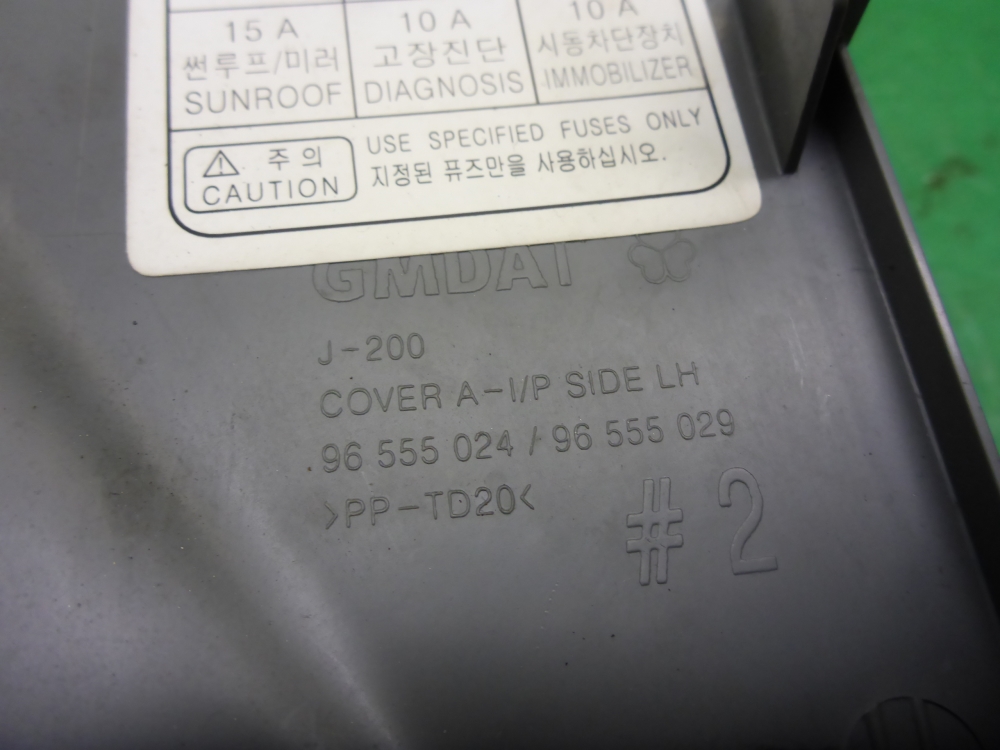 15 A 10 A 10 A
썬루프/미러 고장진단 시동차단장치
SUNROOF DIAGNOSIS IMMOBILIZER
주의 USE SPECIFIED FUSES ONLY
CAUTION 지정된 퓨즈만을 사용하십시오.
GMDAT
J-200
COVER A-I/P SIDE LH
96 555 024 / 96 555 029
>PP-TD20<
# 2